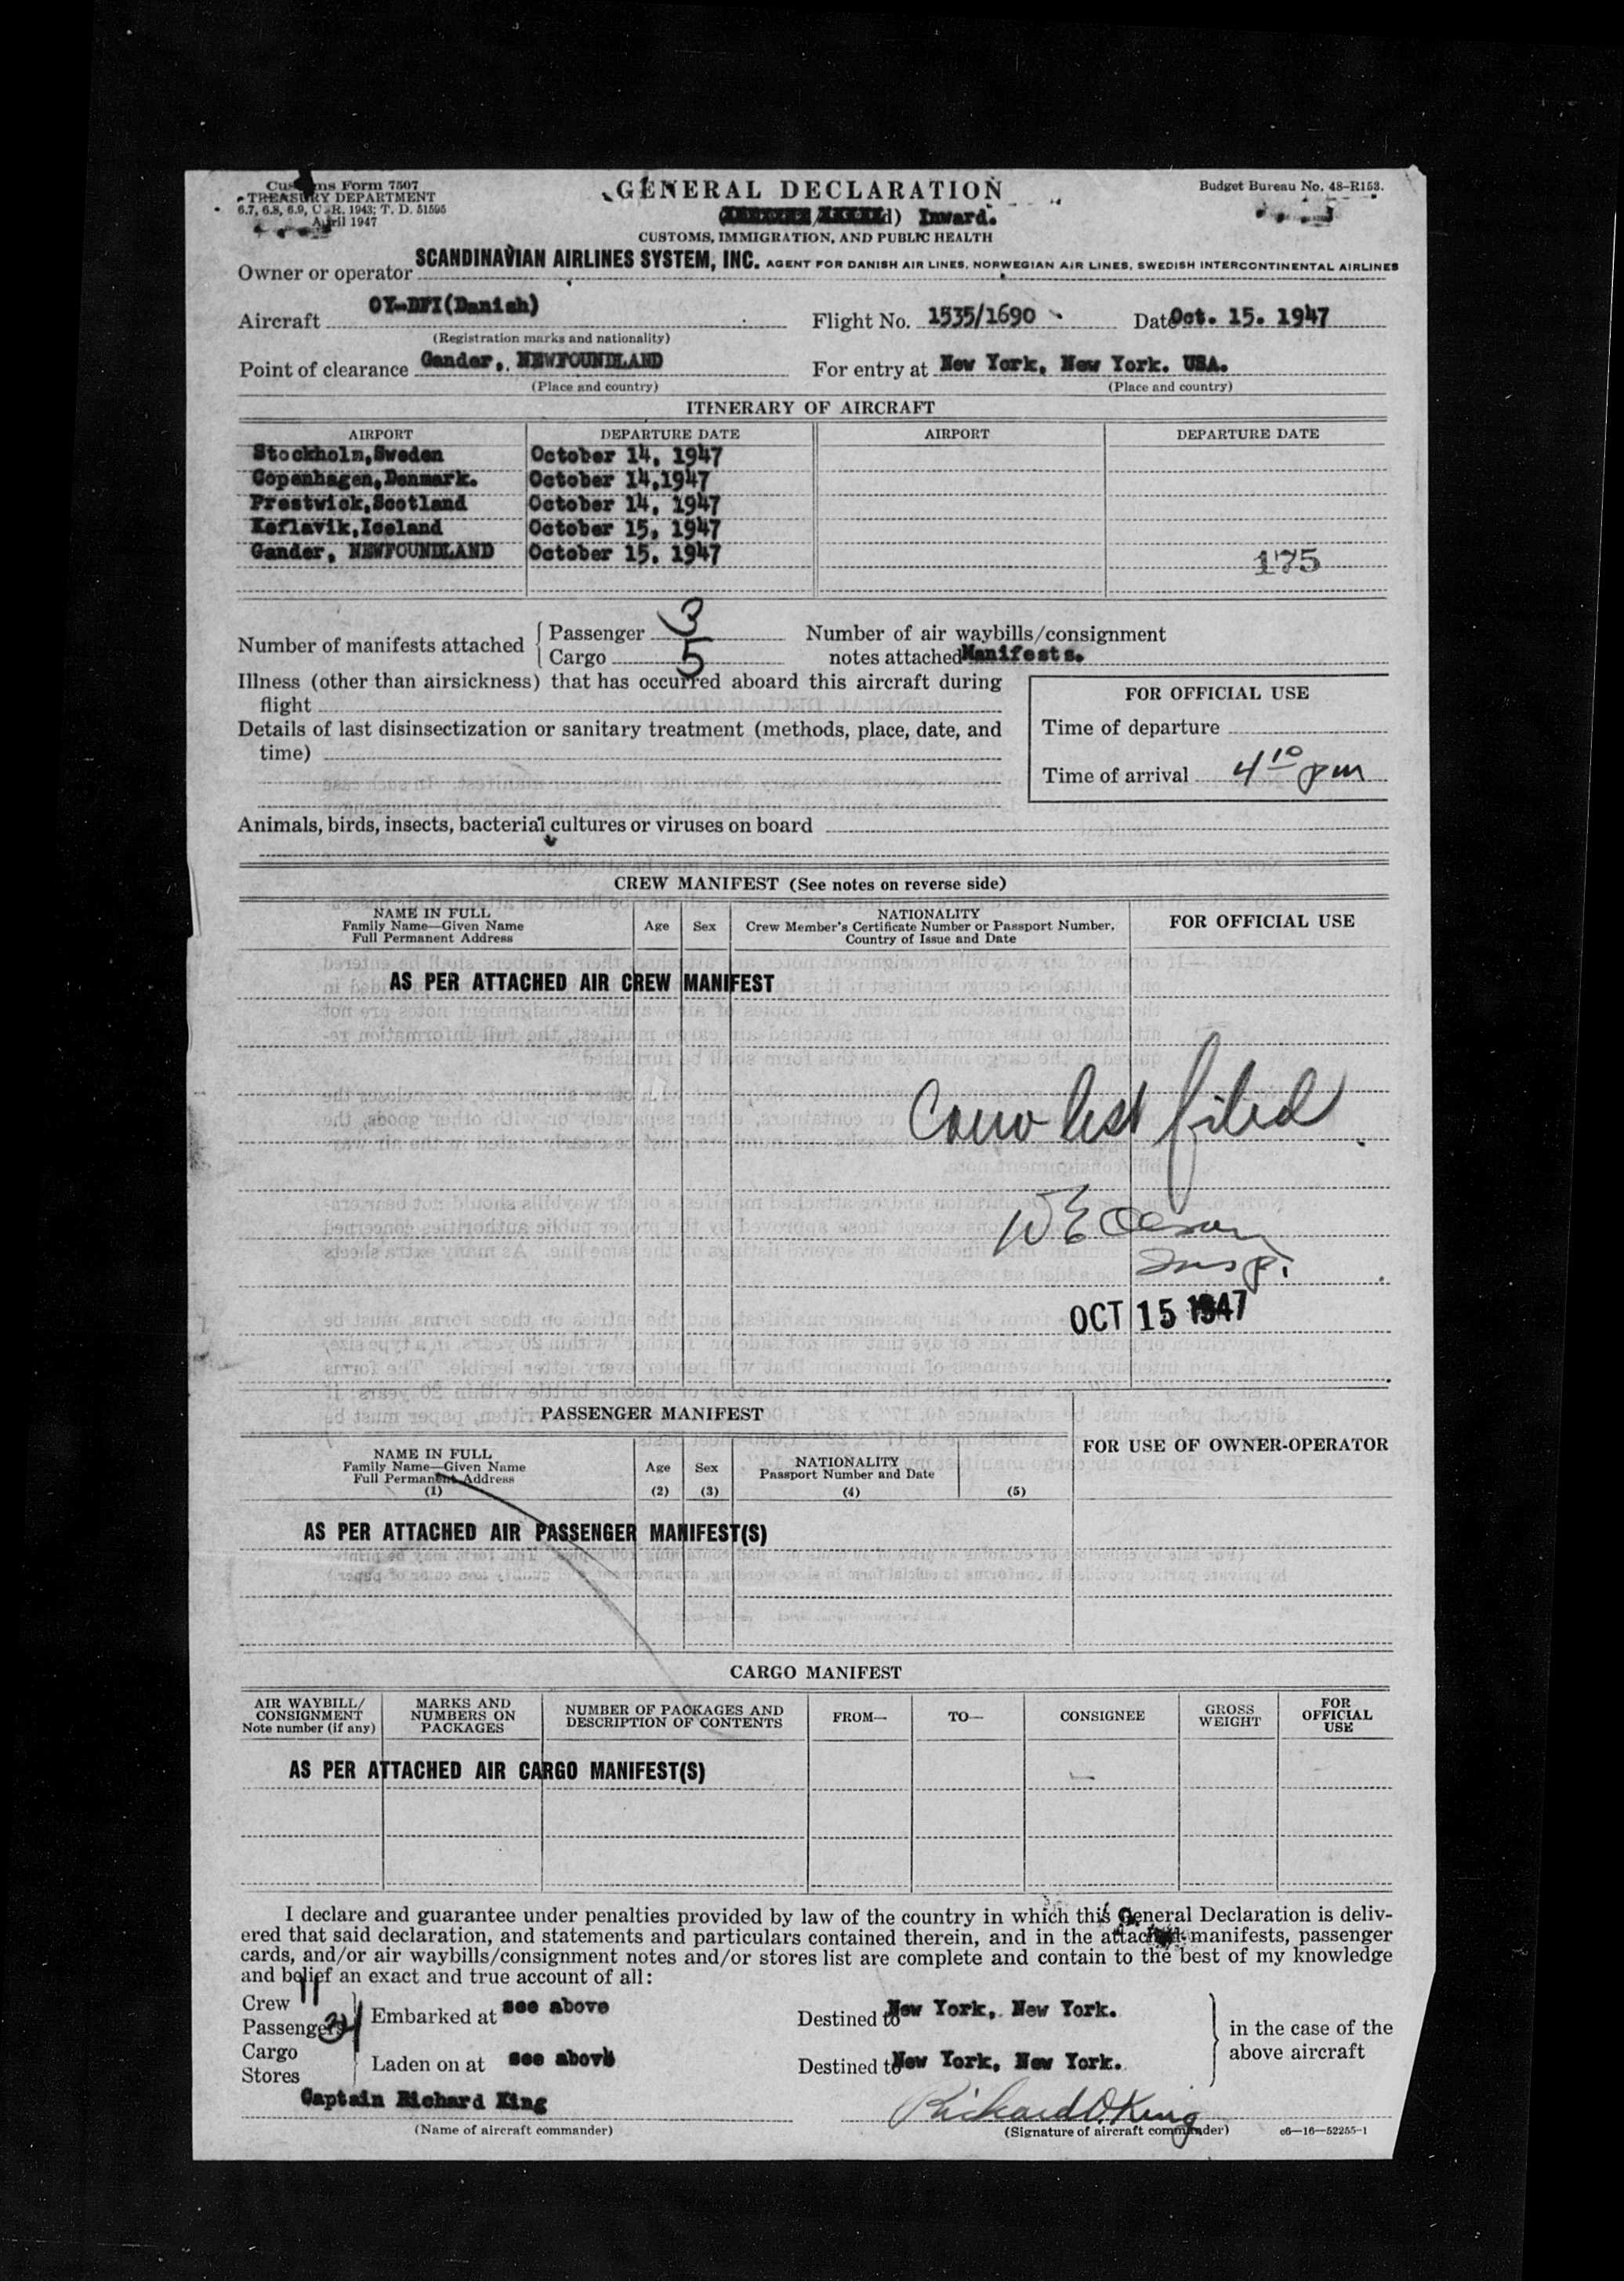 Customs Form 7507
TREASURY DEPARTMENT
6.7, 6.8, 6.9, C. R. 1943; T. D. 51595
April 1947
GENERAL DECLARATION
Inward.
CUSTOMS, IMMIGRATION, AND PUBLIC HEALTH
Budget Bureau No. 48-R153.
Owner or operator SCANDINAVIAN AIRLINES SYSTEM, INC. AGENT FOR DANISH AIR LINES, NORWEGIAN AIR LINES, SWEDISH INTERCONTINENTAL AIRLINES
Aircraft OY-DFI(Danish) Flight No. 1535/1690 Date Oct. 15. 1947
(Registration marks and nationality)
Point of clearance Gander, NEWFOUNDLAND For entry at New York, New York. USA.
(Place and country) (Place and country)
ITINERARY OF AIRCRAFT
AIRPORT DEPARTURE DATE AIRPORT DEPARTURE DATE
Stockholm,Sweden October 14, 1947
Copenhagen,Denmark. October 14,1947
Prestwick,Scotland October 14, 1947
Keflavik,Iceland October 15, 1947
Gander, NEWFOUNDLAND October 15. 1947
175
Number of manifests attached { Passenger 3
Cargo 5
Number of air waybills/consignment
notes attached Manifests.
Illness (other than airsickness) that has occurred aboard this aircraft during
flight
Details of last disinsectization or sanitary treatment (methods, place, date, and
time)
FOR OFFICIAL USE
Time of departure
Time of arrival 4 10 pm
Animals, birds, insects, bacterial cultures or viruses on board
CREW MANIFEST (See notes on reverse side)
NAME IN FULL
Family Name—Given Name
Full Permanent Address
Age Sex
NATIONALITY
Crew Member's Certificate Number or Passport Number,
Country of Issue and Date
FOR OFFICIAL USE
AS PER ATTACHED AIR CREW MANIFEST
Crew list filed
W E
Insp.
OCT 15 1947
PASSENGER MANIFEST
NAME IN FULL
Family Name—Given Name
Full Permanent Address
(1)
Age
(2)
Sex
(3)
NATIONALITY
Passport Number and Date
(4)
(5)
FOR USE OF OWNER-OPERATOR
AS PER ATTACHED AIR PASSENGER MANIFEST(S)
CARGO MANIFEST
AIR WAYBILL/
CONSIGNMENT
Note number (if any)
MARKS AND
NUMBERS ON
PACKAGES
NUMBER OF PACKAGES AND
DESCRIPTION OF CONTENTS
FROM—
TO—
CONSIGNEE
GROSS
WEIGHT
FOR
OFFICIAL
USE
AS PER ATTACHED AIR CARGO MANIFEST(S)
I declare and guarantee under penalties provided by law of the country in which this General Declaration is deliv-
ered that said declaration, and statements and particulars contained therein, and in the attached manifests, passenger
cards, and/or air waybills/consignment notes and/or stores list are complete and contain to the best of my knowledge
and belief an exact and true account of all:
Crew 11
Passengers 34
Embarked at see above Destined to New York, New York.
Cargo
Stores
Laden on at see above Destined to New York, New York.
in the case of the
above aircraft
Captain Richard King Richard D. King
(Name of aircraft commander) (Signature of aircraft commander) c6—16—52255-1